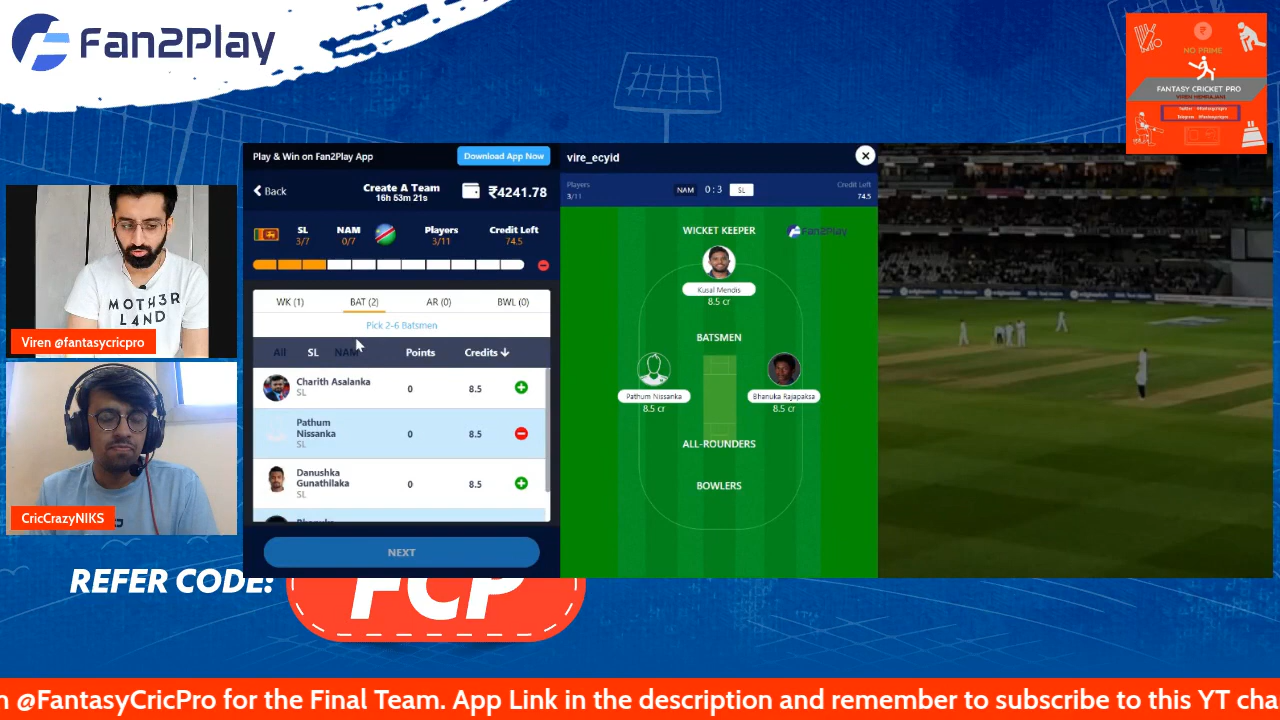 Fan2Play
NO PRIME
FANTASY CRICKET PRO
VIREN HEMRAJANI
Play & Win on Fan2Play App
Download App Now
vire_ecyid
Back
Create A Team
16h 53m 21s
₹4241.78
Players
3/11
NAM
0 : 3
SL
Credit Left
74.5
SL
3/7
NAM
0/7
Players
3/11
Credit Left
74.5
WICKET KEEPER
Fan2Play
Kusal Mendis
8.5 cr
WK (1)
BAT (2)
AR (0)
BWL (0)
Pick 2-6 Batsmen
All
SL
NAM
Points
Credits
BATSMEN
Charith Asalanka
SL
0
8.5
Pathum Nissanka
8.5 cr
Bhanuka Rajapaksa
8.5 cr
Pathum
Nissanka
SL
0
8.5
ALL-ROUNDERS
Danushka
Gunathilaka
SL
0
8.5
BOWLERS
NEXT
MOTH3R
L4ND
Viren @fantasycricpro
CricCrazyNIKS
REFER CODE:
FCP
n @FantasyCricPro for the Final Team. App Link in the description and remember to subscribe to this YT cha